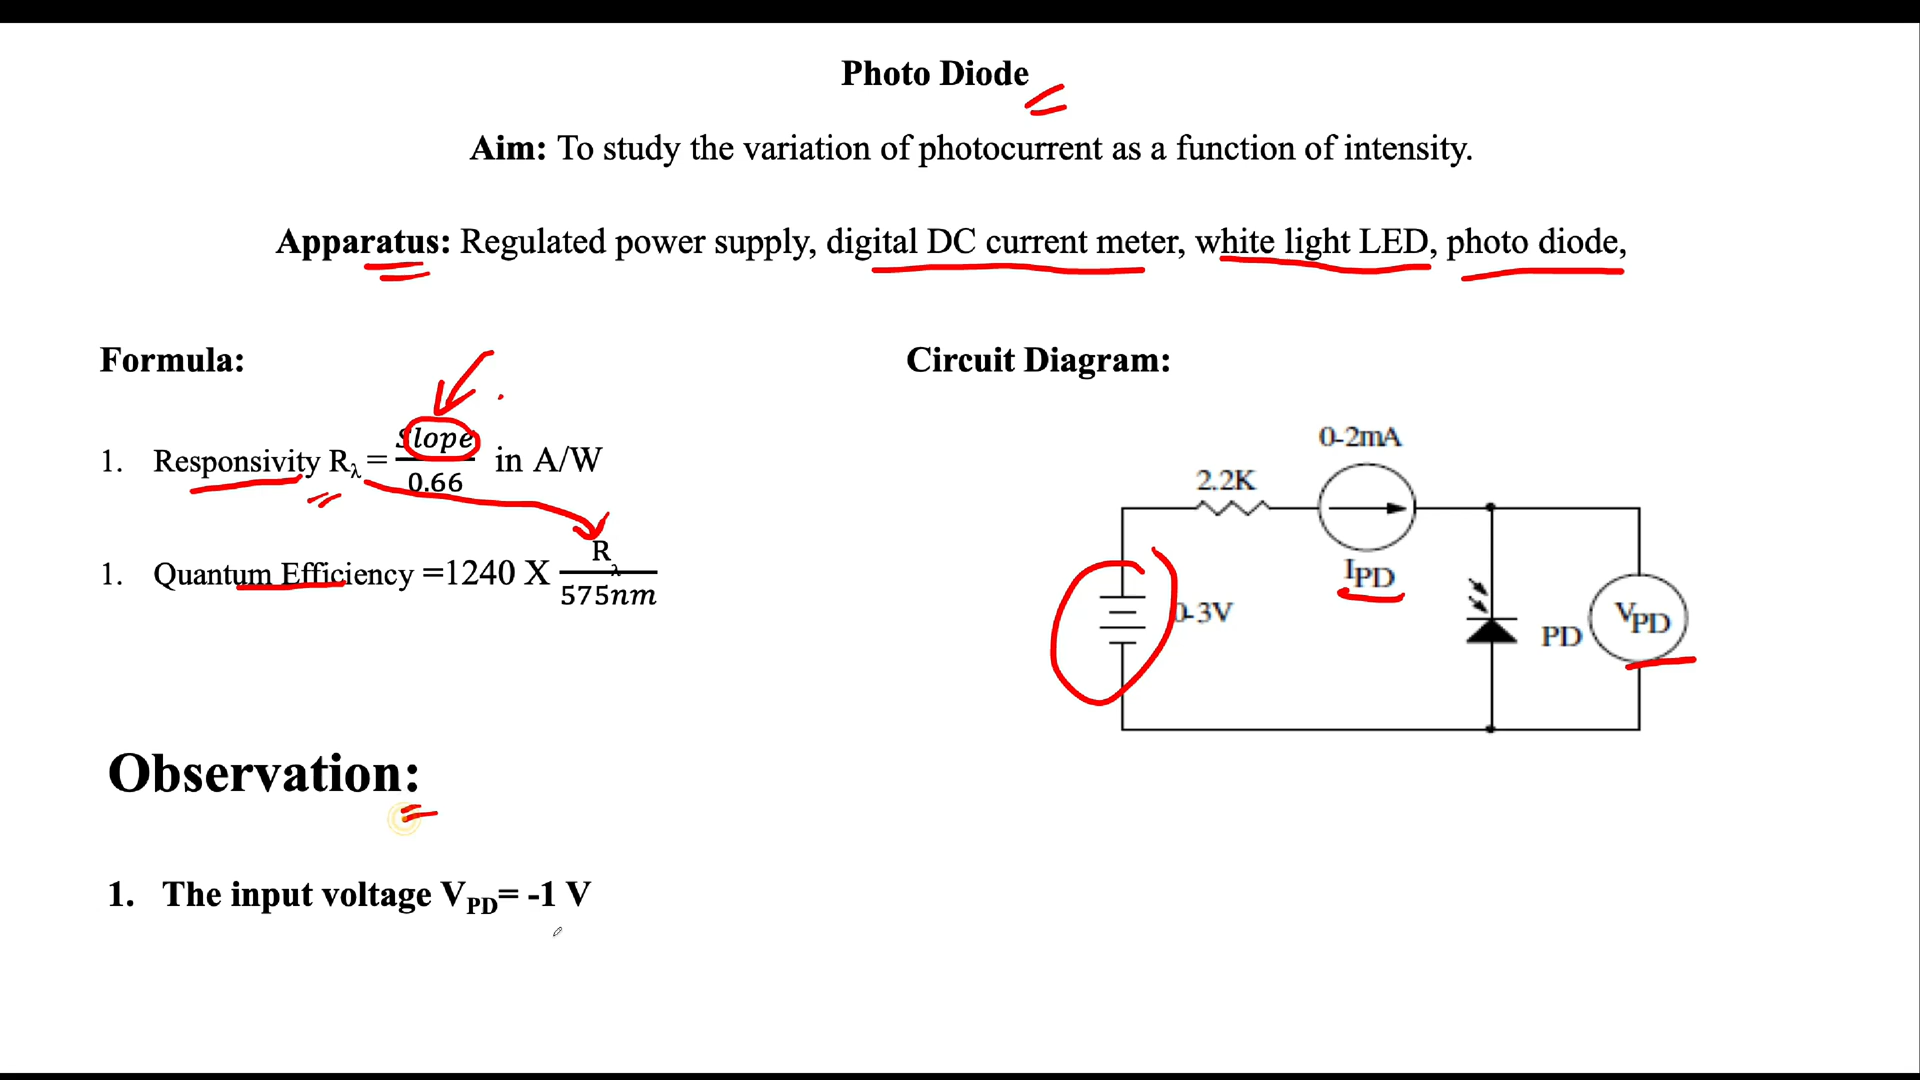 Photo Diode
Aim: To study the variation of photocurrent as a function of intensity.
Apparatus: Regulated power supply, digital DC current meter, white light LED, photo diode,
Formula:
Circuit Diagram:
1. Responsivity Rλ = Slope/0.66 in A/W
1. Quantum Efficiency =1240 X Rλ/575nm
0-2mA
2.2K
IPD
0-3V
PD
VPD
Observation:
1. The input voltage VPD= -1 V